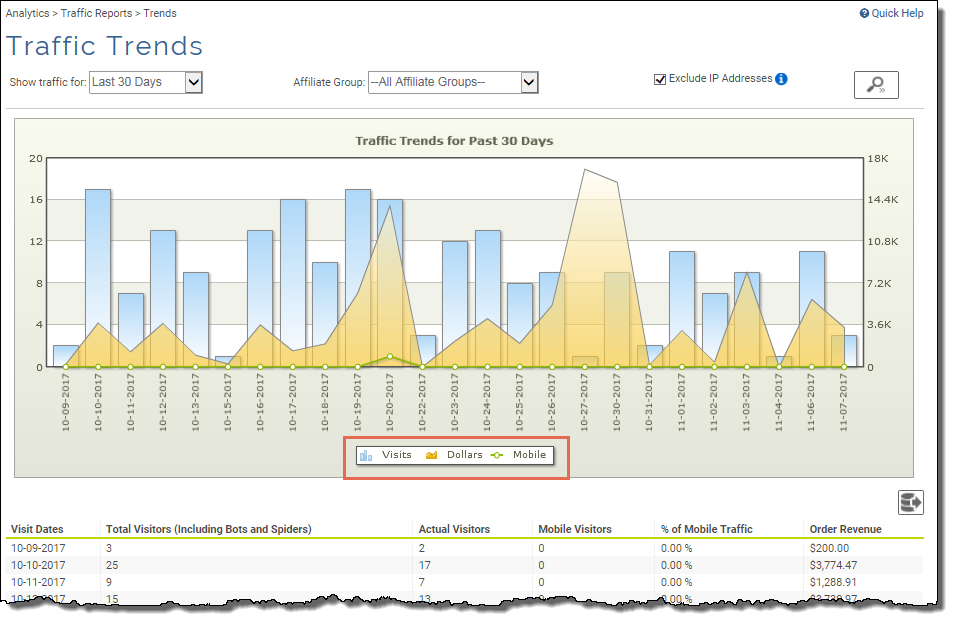 Analytics > Traffic Reports > Trends
Quick Help
Traffic Trends
Show traffic for: Last 30 Days Affiliate Group: --All Affiliate Groups-- Exclude IP Addresses
Traffic Trends for Past 30 Days
20 18K
16 14.4K
12 10.8K
8 7.2K
4 3.6K
0 0
10-09-2017
10-10-2017
10-11-2017
10-12-2017
10-13-2017
10-15-2017
10-16-2017
10-17-2017
10-18-2017
10-19-2017
10-20-2017
10-22-2017
10-23-2017
10-24-2017
10-25-2017
10-26-2017
10-27-2017
10-30-2017
10-31-2017
11-01-2017
11-02-2017
11-03-2017
11-04-2017
11-06-2017
11-07-2017
Visits Dollars Mobile
Visit Dates Total Visitors (Including Bots and Spiders) Actual Visitors Mobile Visitors % of Mobile Traffic Order Revenue
10-09-2017 3 2 0 0.00 % $200.00
10-10-2017 25 17 0 0.00 % $3,774.47
10-11-2017 9 7 0 0.00 % $1,288.91
15 13 0.00 %